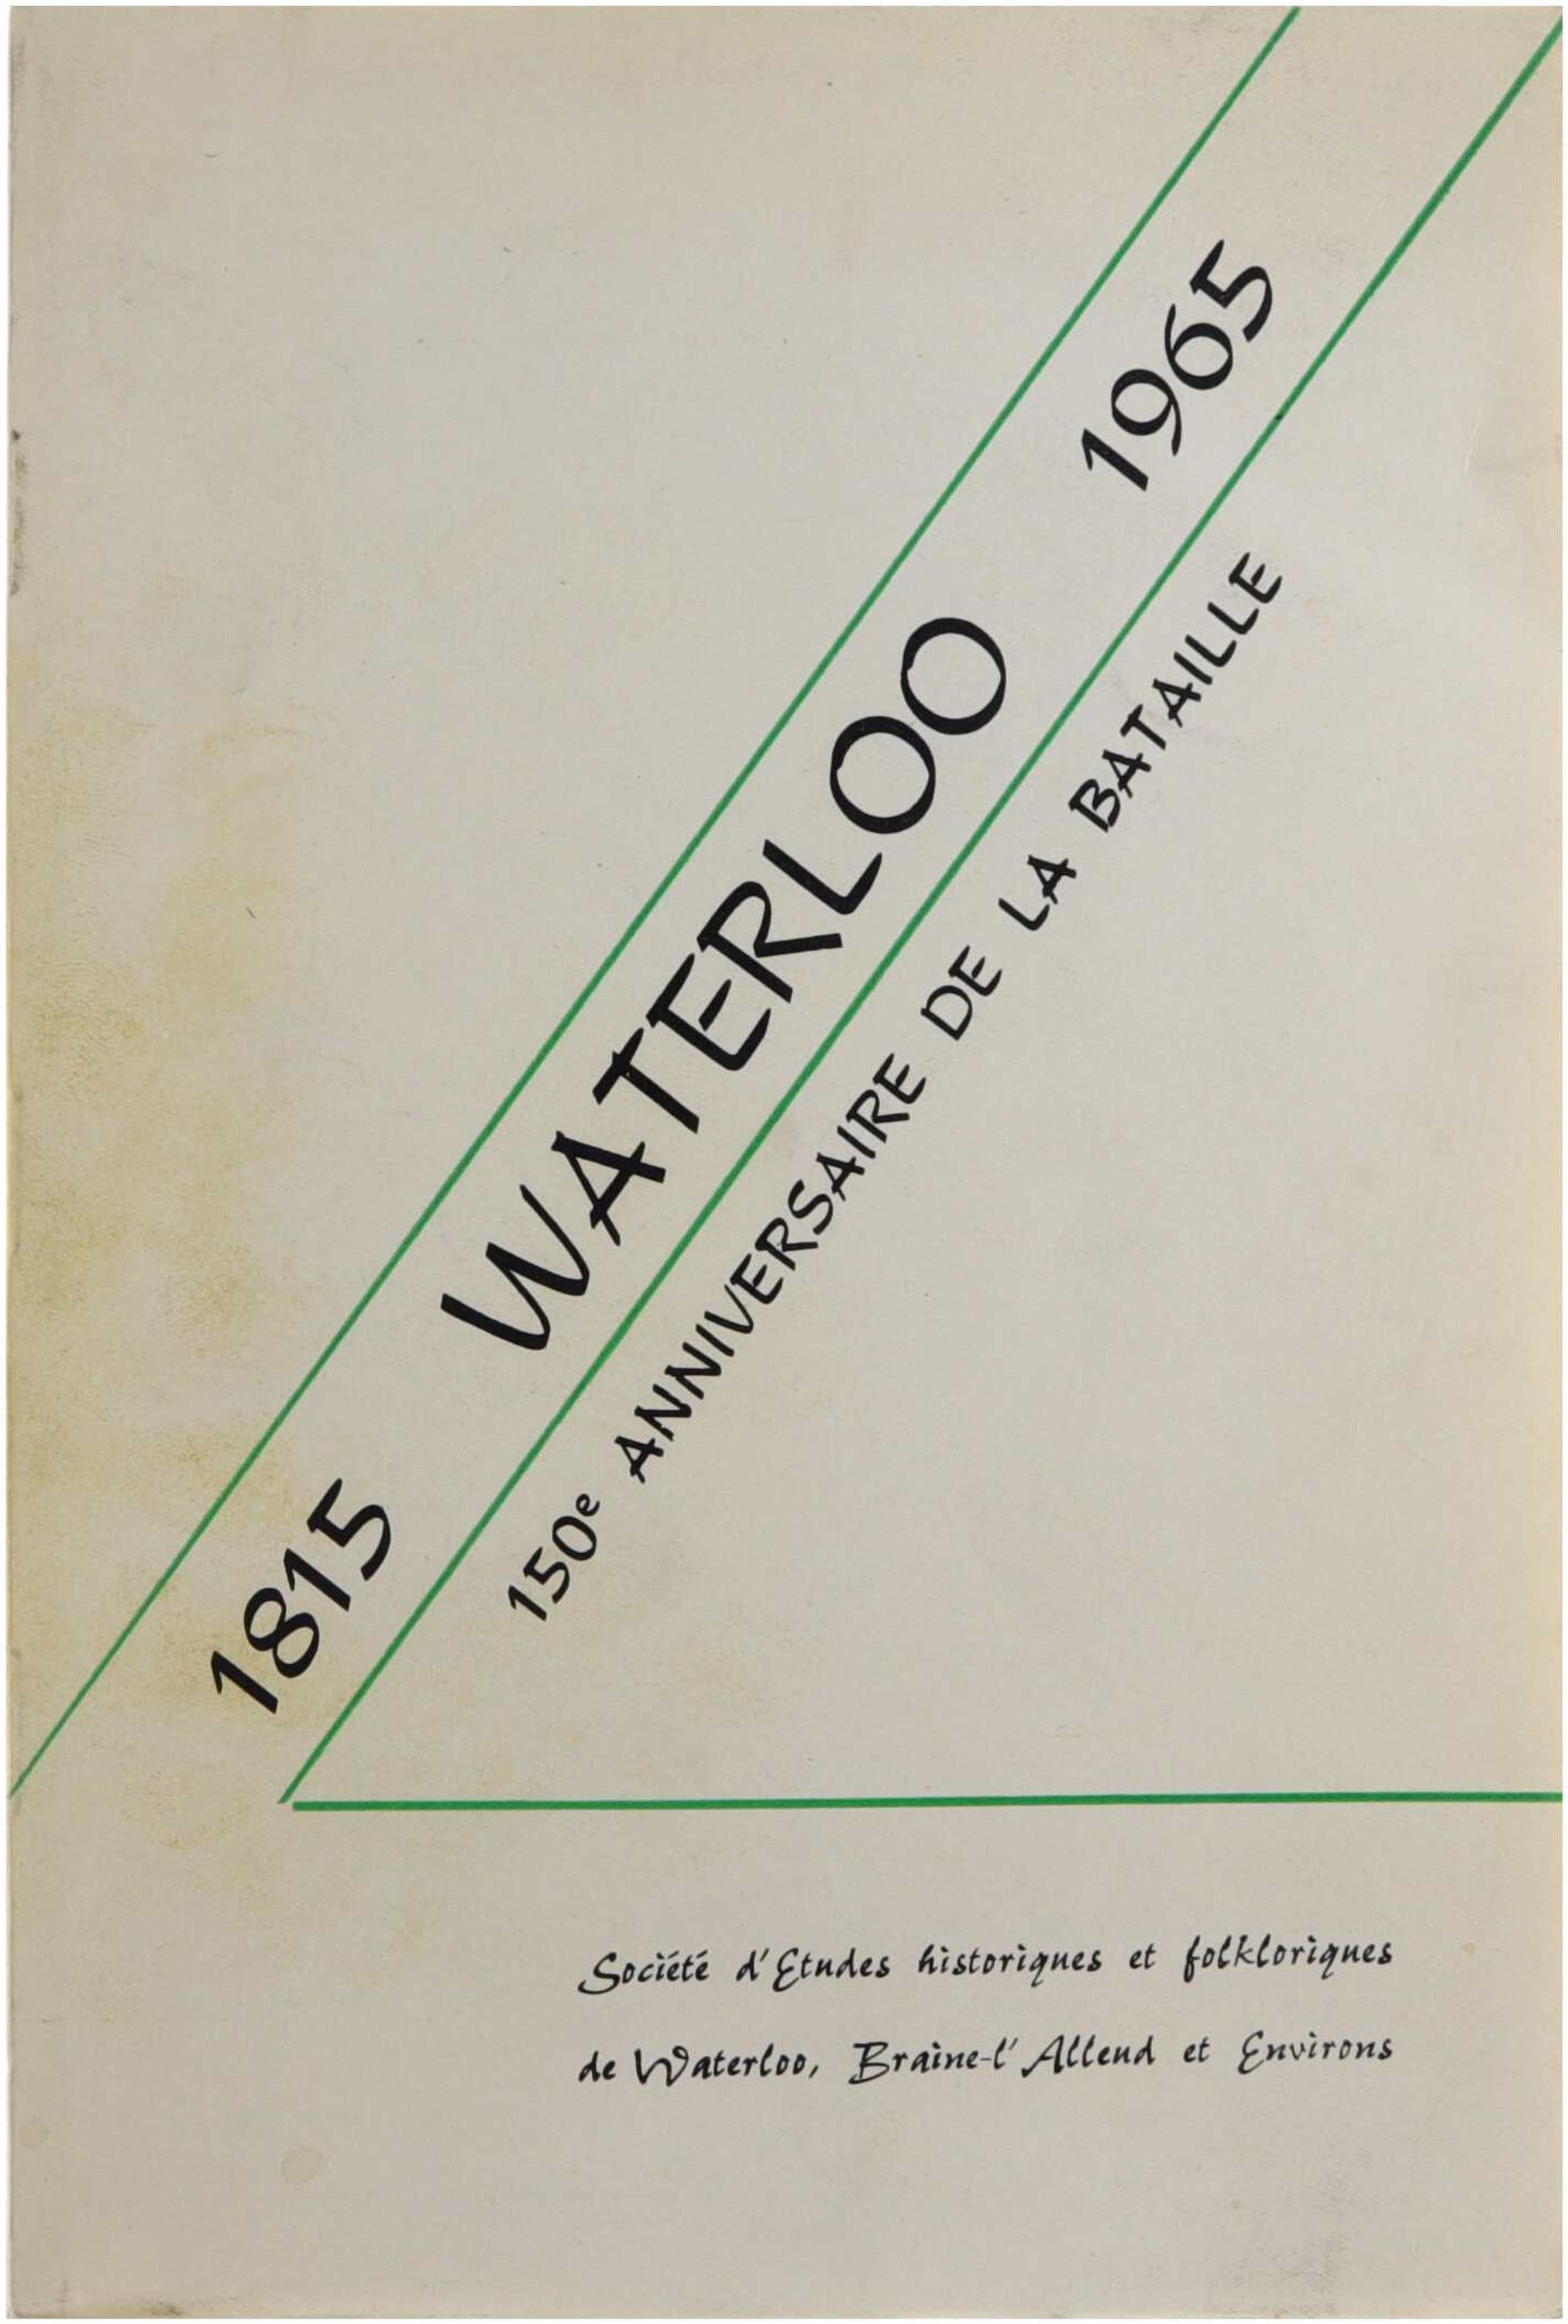 1815 WATERLOO 1965
150e ANNIVERSAIRE DE LA BATAILLE
Société d'Etudes historiques et folkloriques
de Waterloo, Braine-l'Alleud et Environs